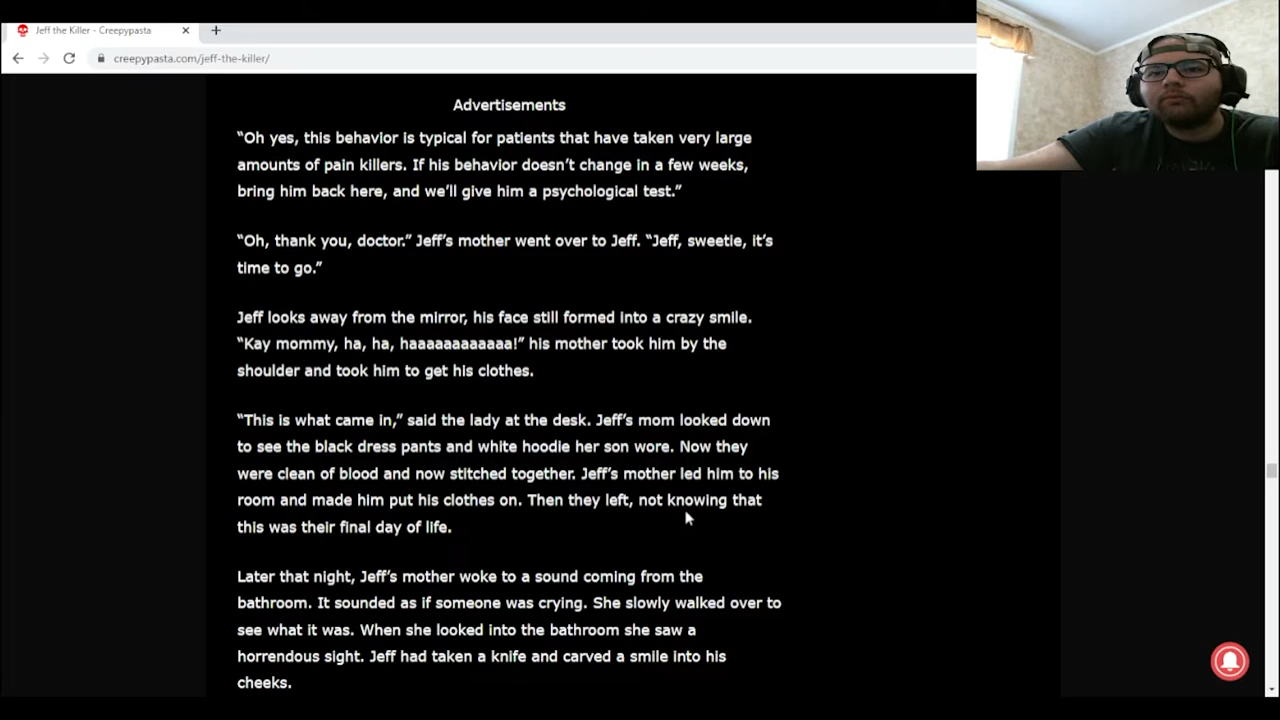 Jeff the Killer - Creepypasta
creepypasta.com/jeff-the-killer/
Advertisements
“Oh yes, this behavior is typical for patients that have taken very large
amounts of pain killers. If his behavior doesn’t change in a few weeks,
bring him back here, and we’ll give him a psychological test.”
“Oh, thank you, doctor.” Jeff’s mother went over to Jeff. “Jeff, sweetie, it’s
time to go.”
Jeff looks away from the mirror, his face still formed into a crazy smile.
“Kay mommy, ha, ha, haaaaaaaaaaaa!” his mother took him by the
shoulder and took him to get his clothes.
“This is what came in,” said the lady at the desk. Jeff’s mom looked down
to see the black dress pants and white hoodie her son wore. Now they
were clean of blood and now stitched together. Jeff’s mother led him to his
room and made him put his clothes on. Then they left, not knowing that
this was their final day of life.
Later that night, Jeff’s mother woke to a sound coming from the
bathroom. It sounded as if someone was crying. She slowly walked over to
see what it was. When she looked into the bathroom she saw a
horrendous sight. Jeff had taken a knife and carved a smile into his
cheeks.